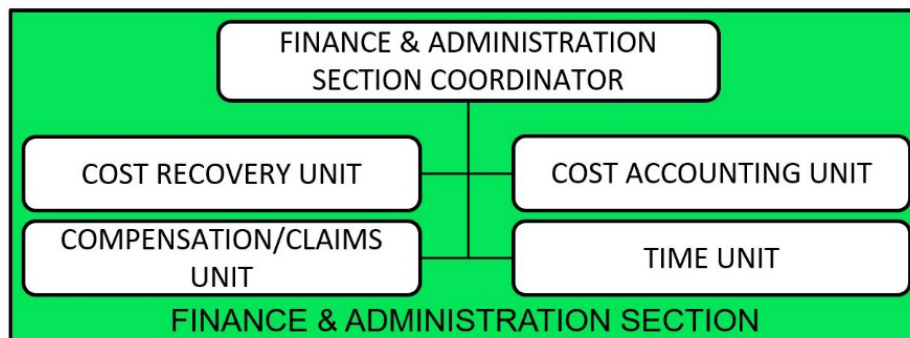 FINANCE & ADMINISTRATION
SECTION COORDINATOR
COST RECOVERY UNIT
COST ACCOUNTING UNIT
COMPENSATION/CLAIMS
UNIT
TIME UNIT
FINANCE & ADMINISTRATION SECTION